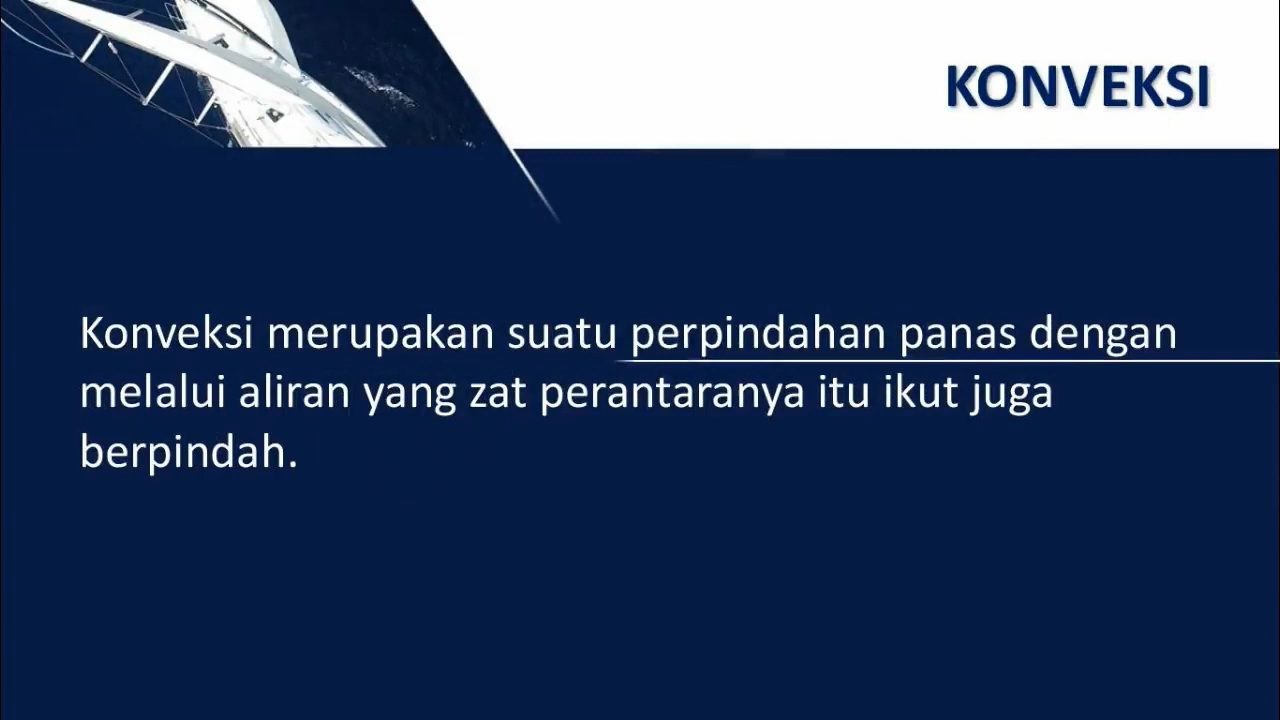 KONVEKSI
Konveksi merupakan suatu perpindahan panas dengan
melalui aliran yang zat perantaranya itu ikut juga
berpindah.